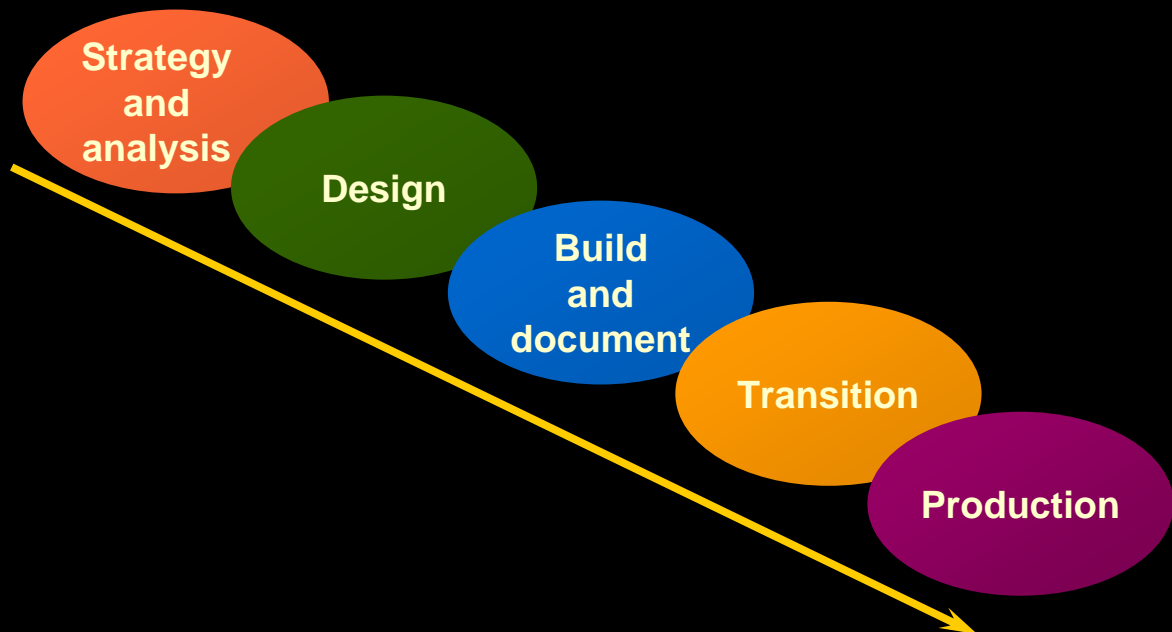 Strategy
and
analysis
Design
Build
and
document
Transition
Production